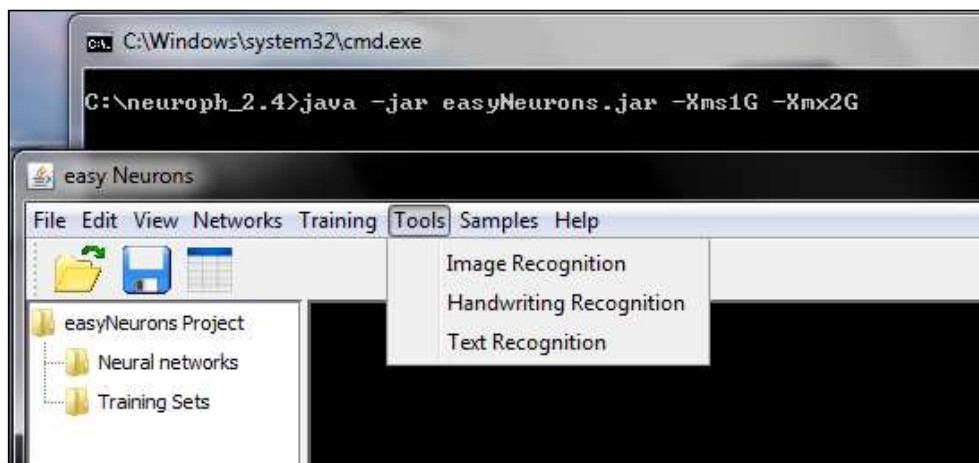 C:\Windows\system32\cmd.exe
C:\neuroph_2.4>java -jar easyNeurons.jar -Xms1G -Xmx2G
easy Neurons
File Edit View Networks Training Tools Samples Help
Image Recognition
Handwriting Recognition
Text Recognition
easyNeurons Project
Neural networks
Training Sets